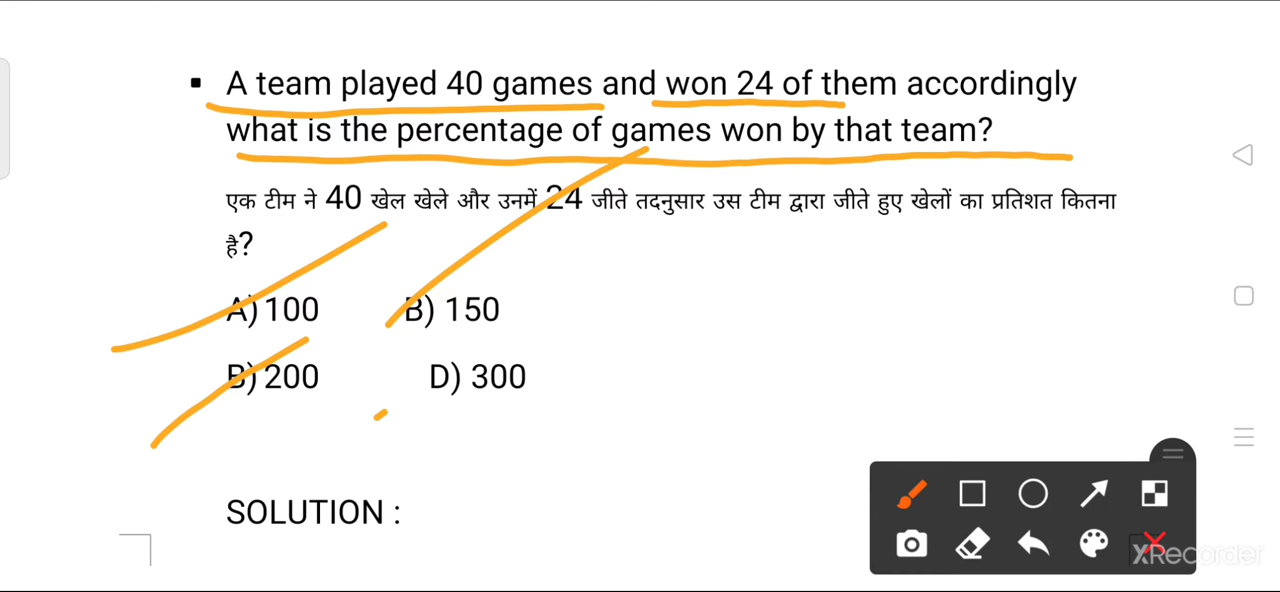 ▪ A team played 40 games and won 24 of them accordingly
what is the percentage of games won by that team?
एक टीम ने 40 खेल खेले और उनमें 24 जीते तदनुसार उस टीम द्वारा जीते हुए खेलों का प्रतिशत कितना
है?
A) 100 B) 150
B) 200 D) 300
SOLUTION :
XRecorder